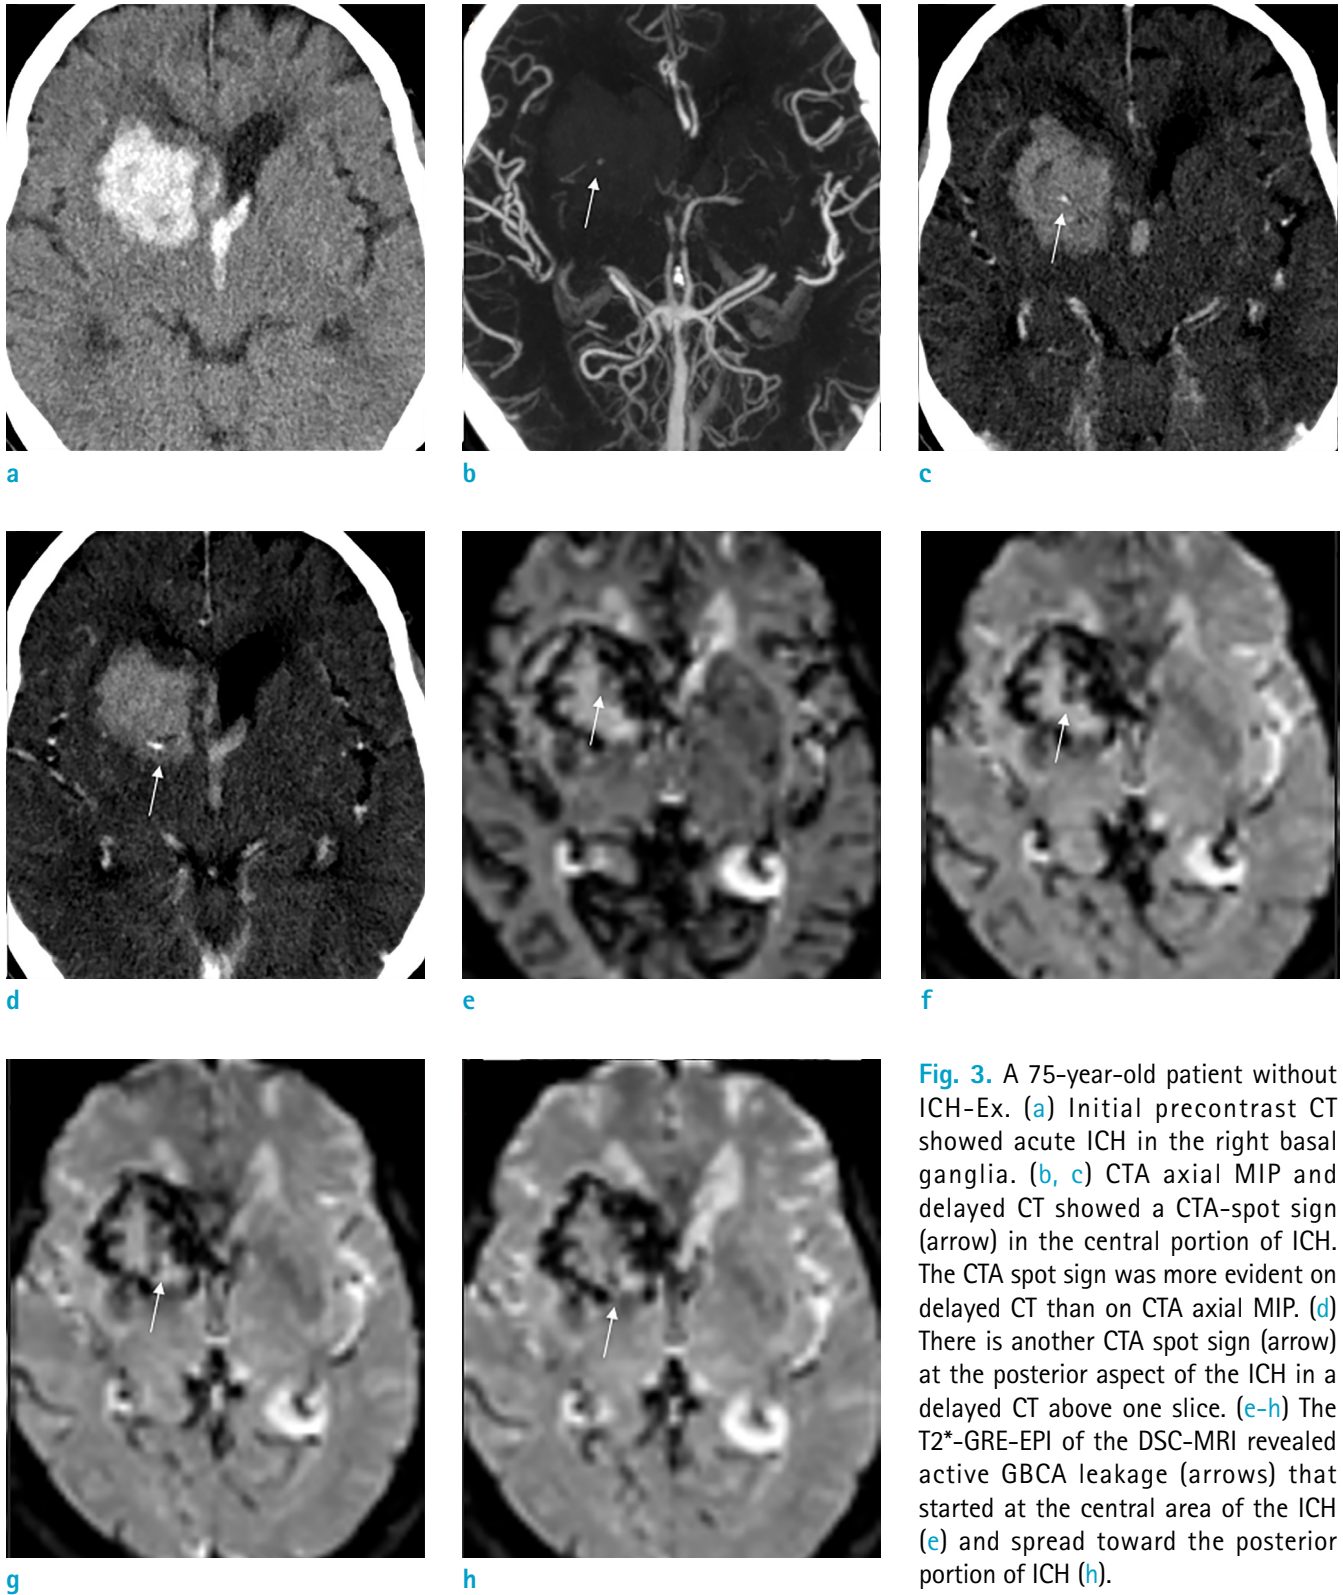 a
b
c
d
e
f
g
h
Fig. 3. A 75-year-old patient without
ICH-Ex. (a) Initial precontrast CT
showed acute ICH in the right basal
ganglia. (b, c) CTA axial MIP and
delayed CT showed a CTA-spot sign
(arrow) in the central portion of ICH.
The CTA spot sign was more evident on
delayed CT than on CTA axial MIP. (d)
There is another CTA spot sign (arrow)
at the posterior aspect of the ICH in a
delayed CT above one slice. (e-h) The
T2*-GRE-EPI of the DSC-MRI revealed
active GBCA leakage (arrows) that
started at the central area of the ICH
(e) and spread toward the posterior
portion of ICH (h).